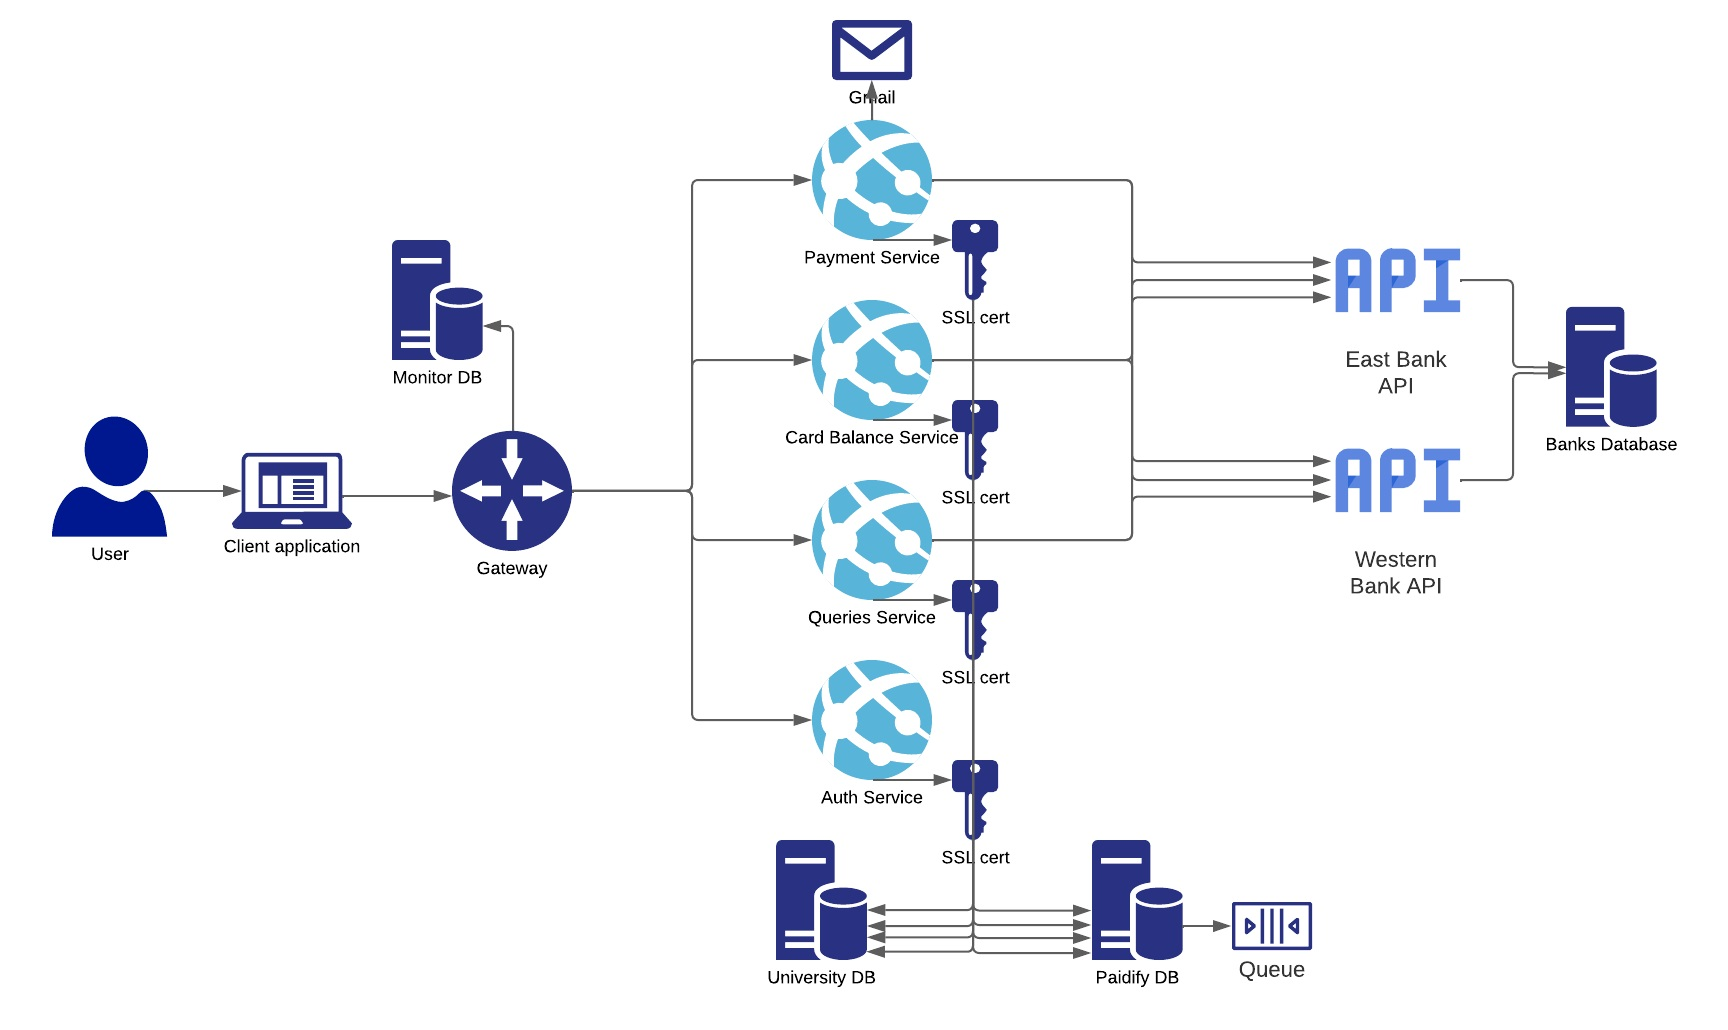 Gmail
Payment Service
SSL cert
Monitor DB
Card Balance Service
SSL cert
API
East Bank
API
Banks Database
User
Client application
Gateway
Queries Service
SSL cert
API
Western
Bank API
Auth Service
SSL cert
University DB
Paidify DB
Queue